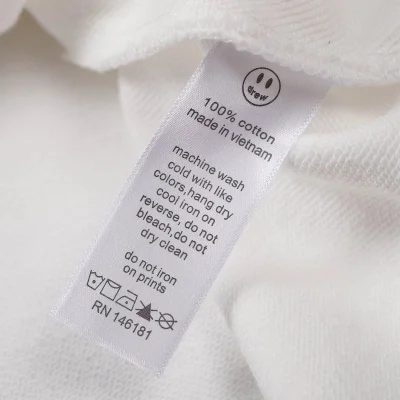 drew
100% cotton
made in vietnam
machine wash
cold with like
colors,hang dry
cool iron on
reverse, do not
bleach,do not
dry clean
do not iron
on prints
RN 146181